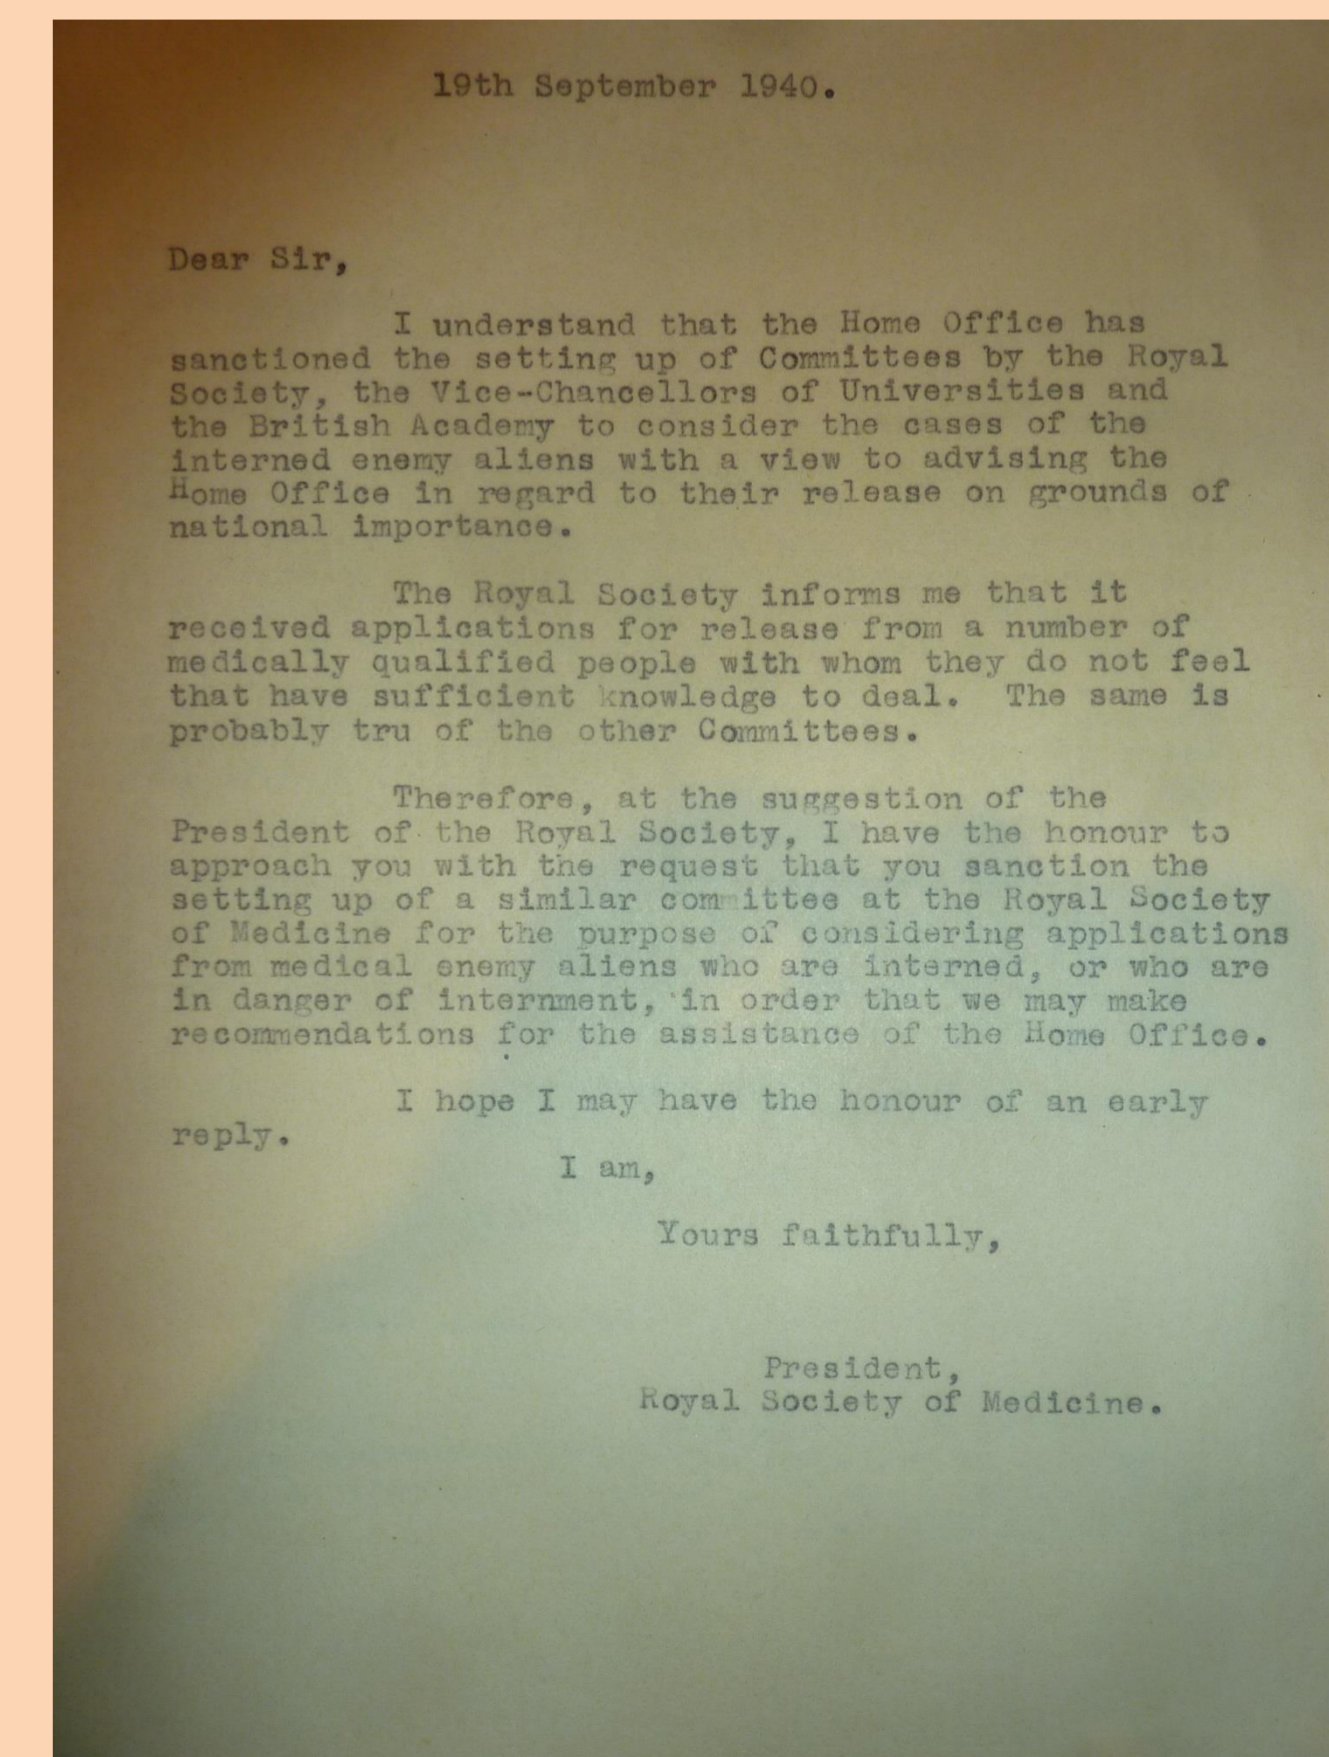 19th September 1940.
Dear Sir,
I understand that the Home Office has
sanctioned the setting up of Committees by the Royal
Society, the Vice-Chancellors of Universities and
the British Academy to consider the cases of the
interned enemy aliens with a view to advising the
Home Office in regard to their release on grounds of
national importance.
The Royal Society informs me that it
received applications for release from a number of
medically qualified people with whom they do not feel
that have sufficient knowledge to deal. The same is
probably tru of the other Committees.
Therefore, at the suggestion of the
President of the Royal Society, I have the honour to
approach you with the request that you sanction the
setting up of a similar committee at the Royal Society
of Medicine for the purpose of considering applications
from medical enemy aliens who are interned, or who are
in danger of internment, in order that we may make
recommendations for the assistance of the Home Office.
I hope I may have the honour of an early
reply.
I am,
Yours faithfully,
President,
Royal Society of Medicine.